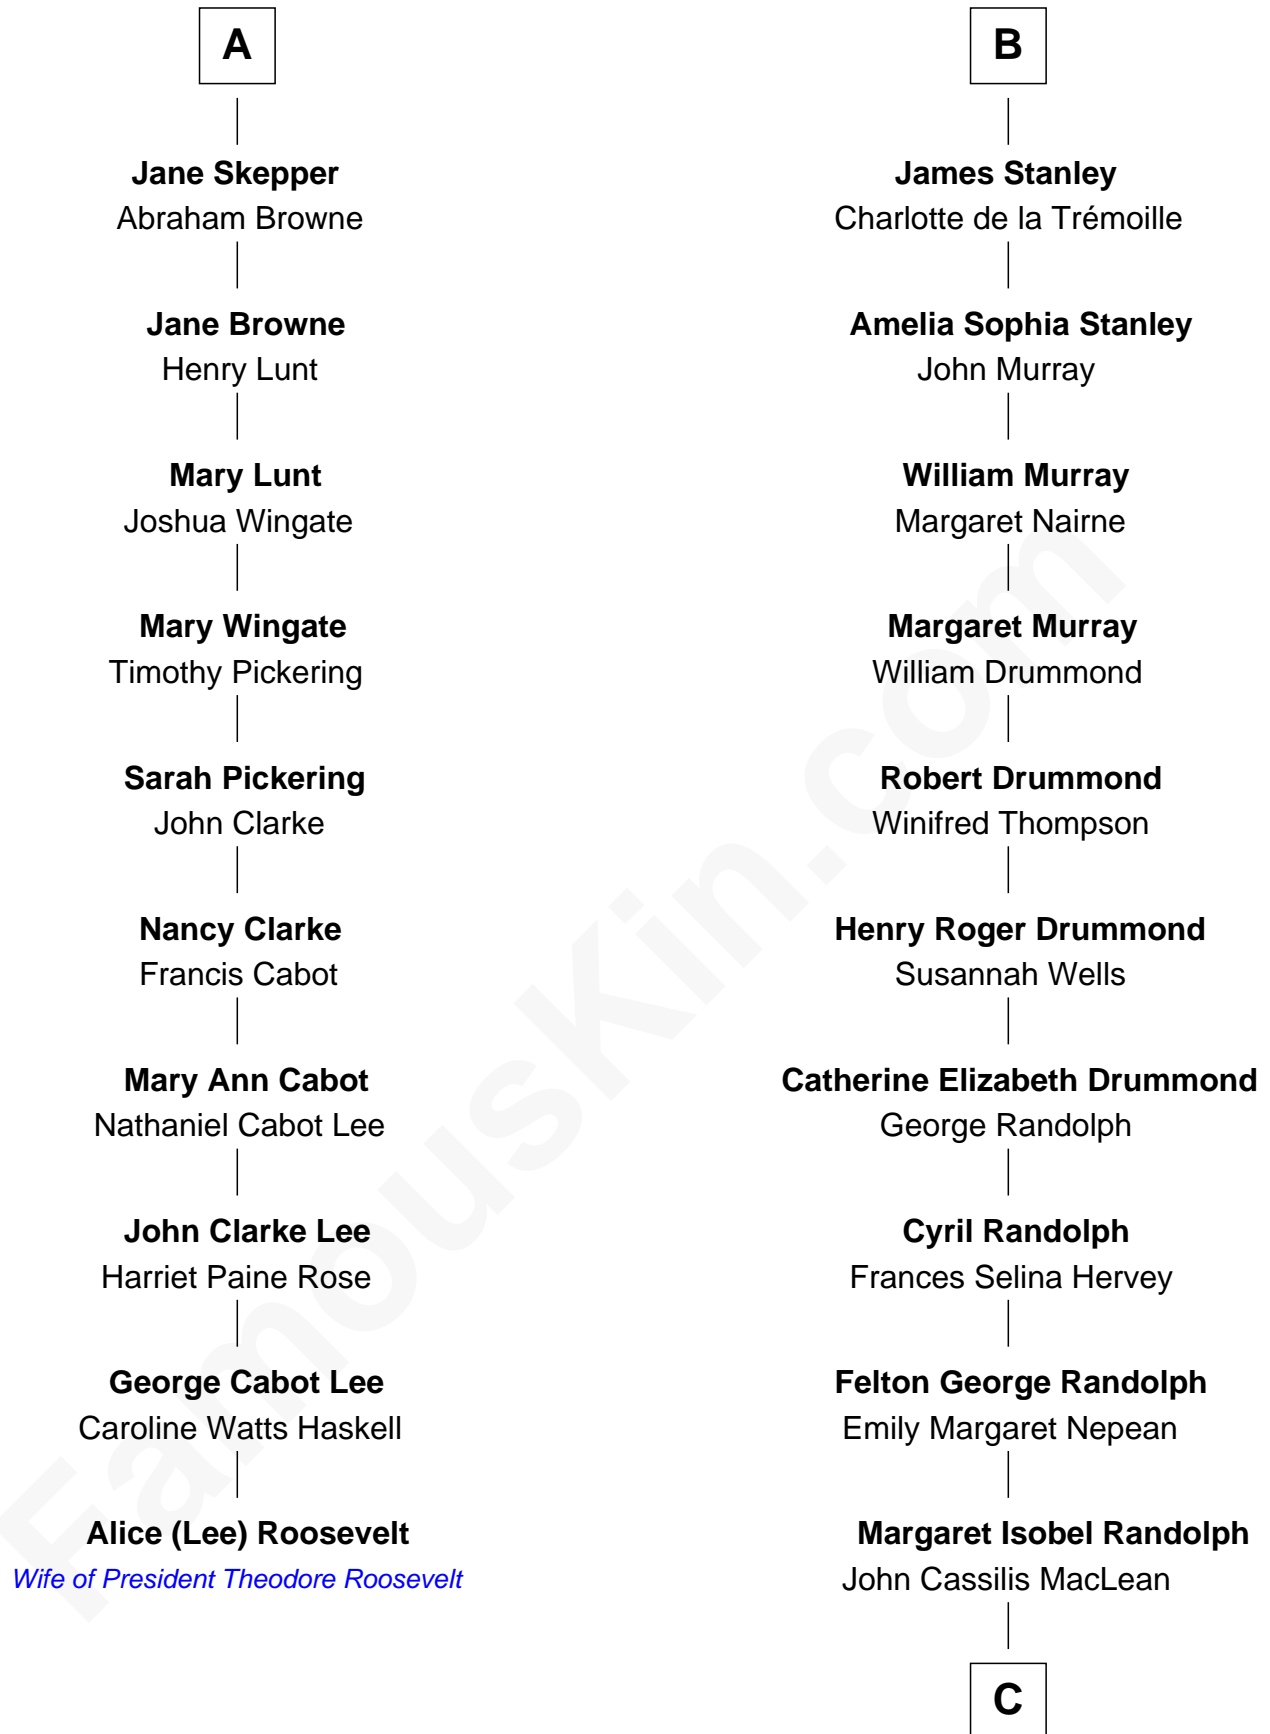 A
Jane Skepper
Abraham Browne
Jane Browne
Henry Lunt
Mary Lunt
Joshua Wingate
Mary Wingate
Timothy Pickering
Sarah Pickering
John Clarke
Nancy Clarke
Francis Cabot
Mary Ann Cabot
Nathaniel Cabot Lee
John Clarke Lee
Harriet Paine Rose
George Cabot Lee
Caroline Watts Haskell
Alice (Lee) Roosevelt
Wife of President Theodore Roosevelt
B
James Stanley
Charlotte de la Trémoille
Amelia Sophia Stanley
John Murray
William Murray
Margaret Nairne
Margaret Murray
William Drummond
Robert Drummond
Winifred Thompson
Henry Roger Drummond
Susannah Wells
Catherine Elizabeth Drummond
George Randolph
Cyril Randolph
Frances Selina Hervey
Felton George Randolph
Emily Margaret Nepean
Margaret Isobel Randolph
John Cassilis MacLean
C
FamousKin.com